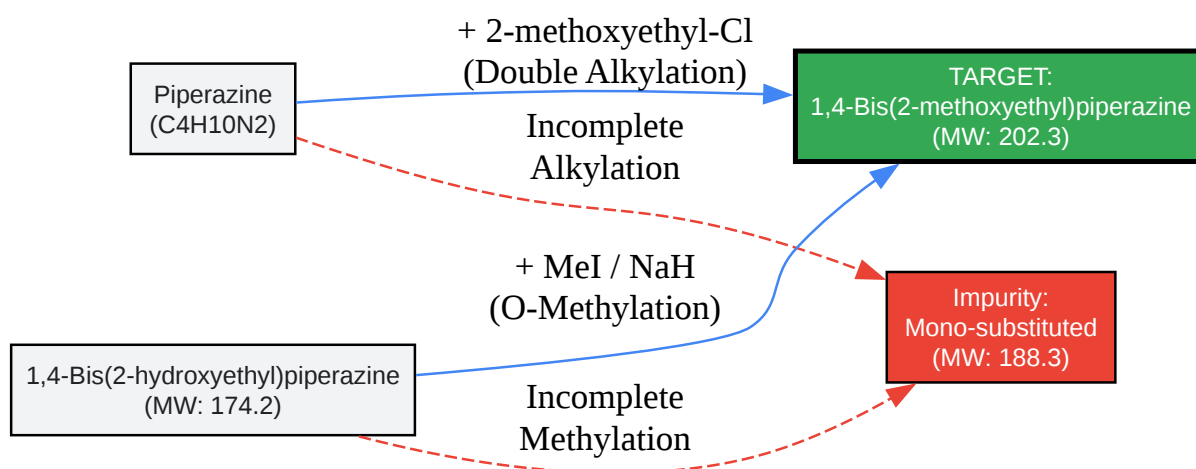 + 2-methoxyethyl-Cl
(Double Alkylation)
Piperazine
(C4H10N2)
TARGET:
1,4-Bis(2-methoxyethyl)piperazine
(MW: 202.3)
Incomplete
Alkylation
+ MeI / NaH
(O-Methylation)
Impurity:
Mono-substituted
(MW: 188.3)
1,4-Bis(2-hydroxyethyl)piperazine
(MW: 174.2)
Incomplete
Methylation